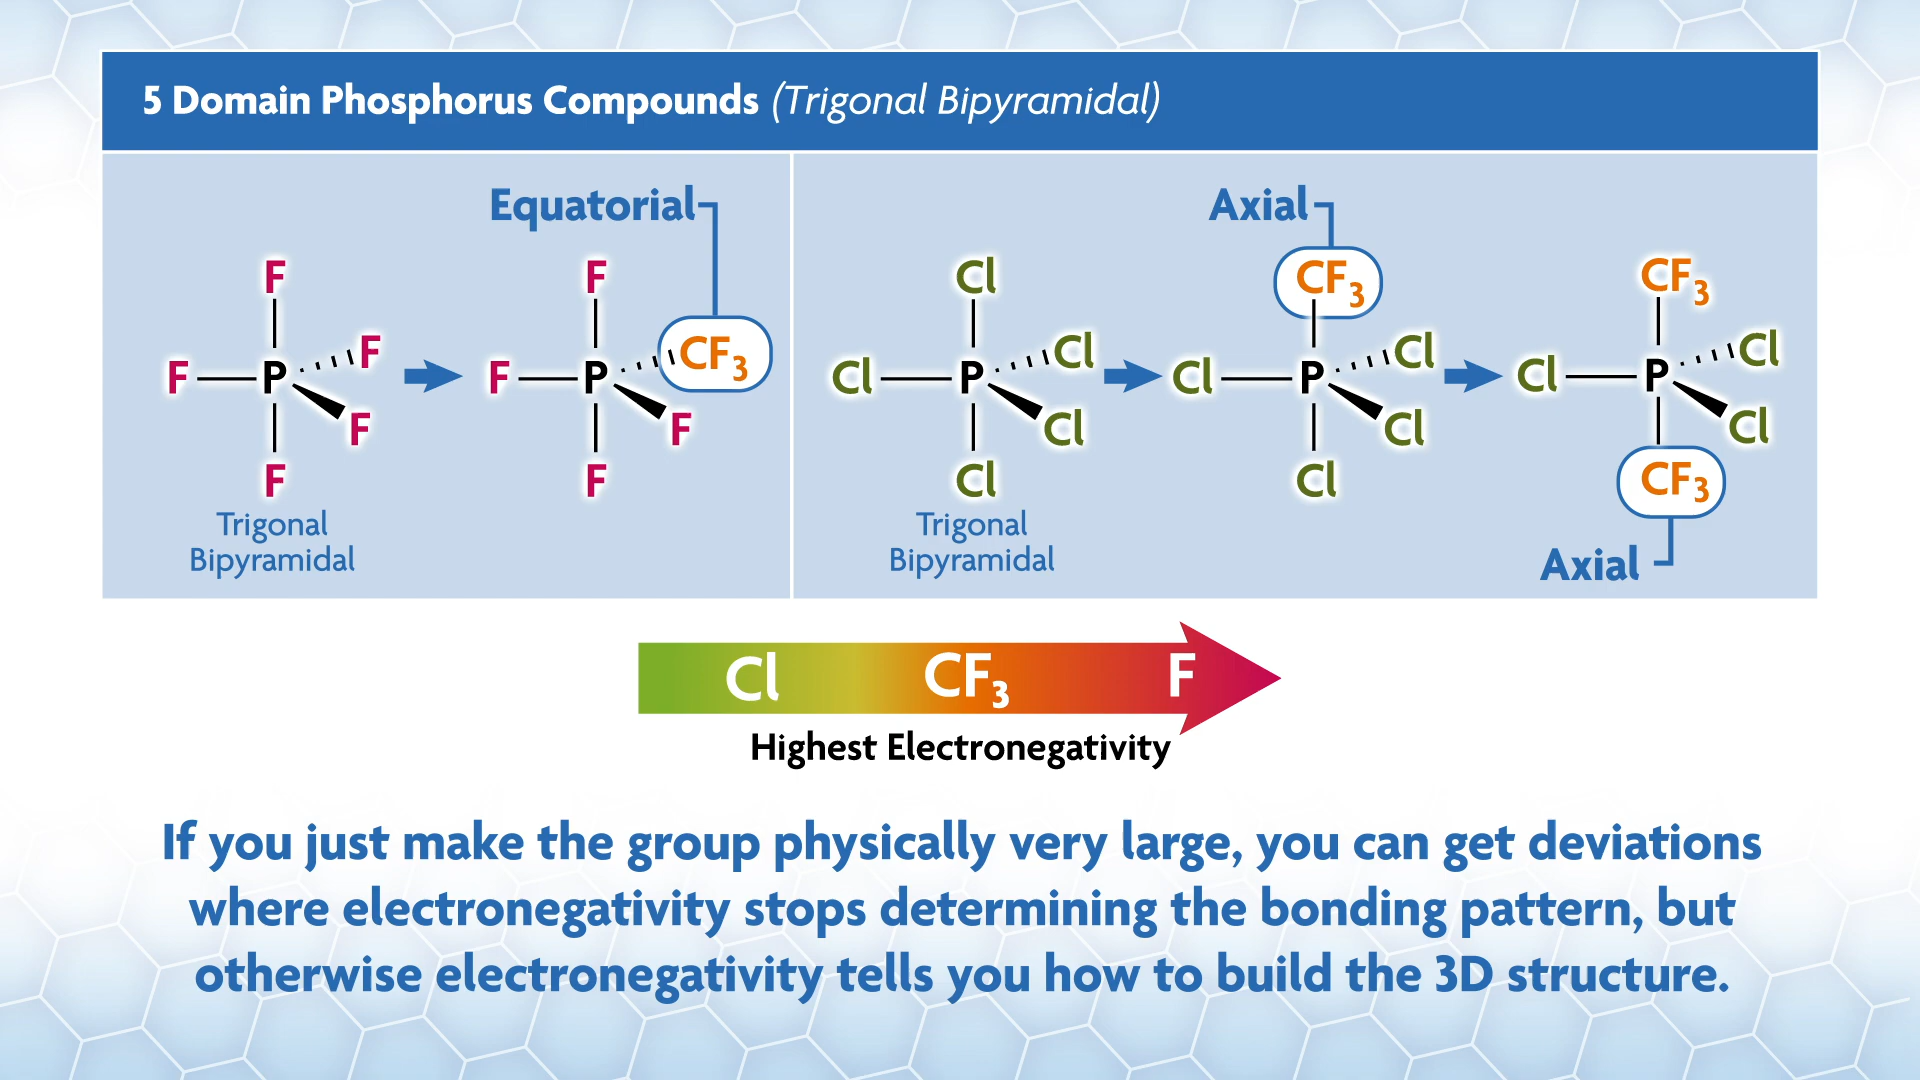 5 Domain Phosphorus Compounds (Trigonal Bipyramidal)
Equatorial
F
F P F
F
F
Trigonal
Bipyramidal
F
F P CF3
F
F
Axial
Cl
Cl P Cl
Cl
Cl
Trigonal
Bipyramidal
CF3
Cl P Cl
Cl
Cl
CF3
Cl P Cl
Cl
CF3
Axial
Cl CF3 F
Highest Electronegativity
If you just make the group physically very large, you can get deviations
where electronegativity stops determining the bonding pattern, but
otherwise electronegativity tells you how to build the 3D structure.